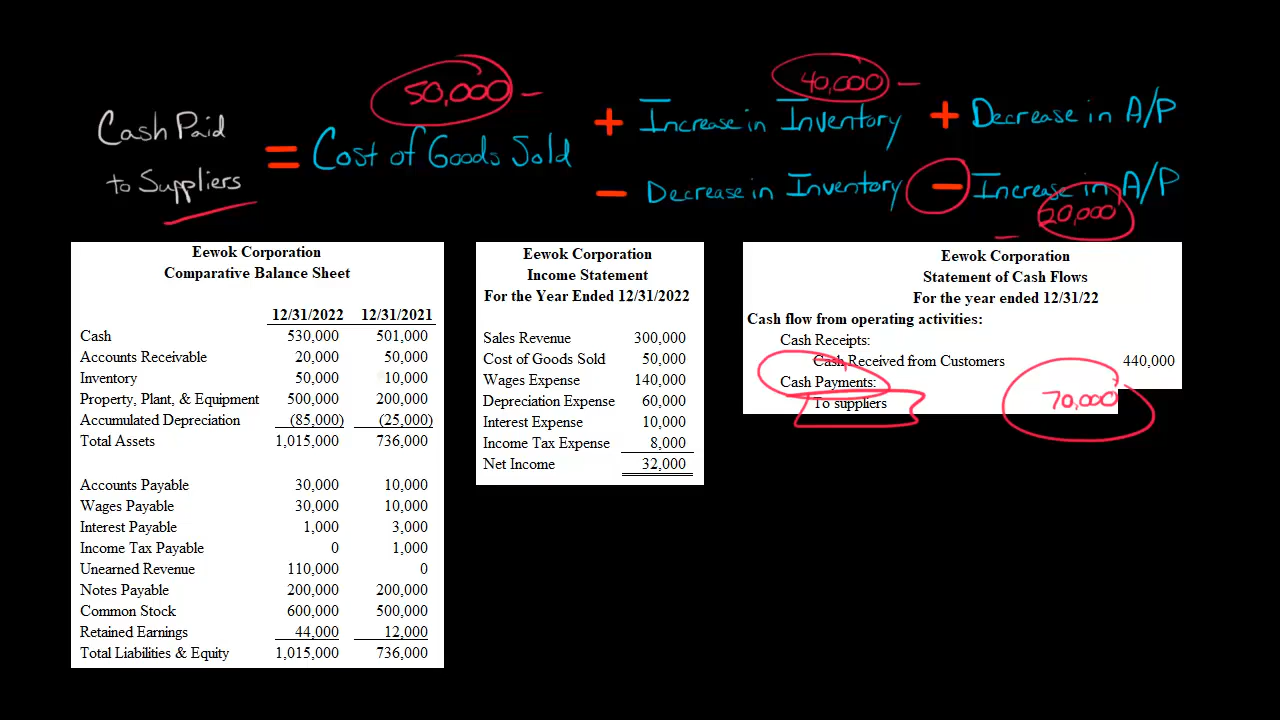 50,000 —
40,000 —
Cash Paid
to Suppliers
= Cost of Goods Sold
+ Increase in Inventory
+ Decrease in A/P
- Decrease in Inventory
- Increase in A/P
20,000
Eewok Corporation
Comparative Balance Sheet
12/31/2022 12/31/2021
Cash 530,000 501,000
Accounts Receivable 20,000 50,000
Inventory 50,000 10,000
Property, Plant, & Equipment 500,000 200,000
Accumulated Depreciation (85,000) (25,000)
Total Assets 1,015,000 736,000
Accounts Payable 30,000 10,000
Wages Payable 30,000 10,000
Interest Payable 1,000 3,000
Income Tax Payable 0 1,000
Unearned Revenue 110,000 0
Notes Payable 200,000 200,000
Common Stock 600,000 500,000
Retained Earnings 44,000 12,000
Total Liabilities & Equity 1,015,000 736,000
Eewok Corporation
Income Statement
For the Year Ended 12/31/2022
Sales Revenue 300,000
Cost of Goods Sold 50,000
Wages Expense 140,000
Depreciation Expense 60,000
Interest Expense 10,000
Income Tax Expense 8,000
Net Income 32,000
Eewok Corporation
Statement of Cash Flows
For the year ended 12/31/22
Cash flow from operating activities:
Cash Receipts:
Cash Received from Customers 440,000
Cash Payments:
To suppliers 70,000